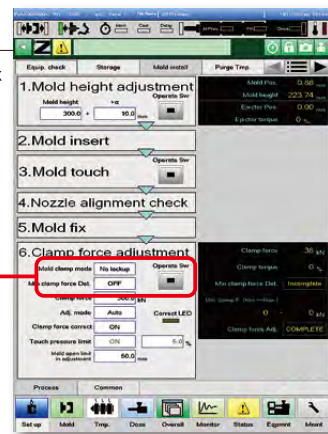 Equip. check Storage Mold install Purge Tmp.
1.Mold height adjustment
Mold height +α Operate Sw
300.0 + 10.0 mm
2.Mold insert
3.Mold touch
Operate Sw
4.Nozzle alignment check
5.Mold fix
6.Clamp force adjustment
Mold clamp mode No lockup Operate Sw
Min clamp force Det. OFF
Clamp force 500.0 kN
Adj. mode Auto Correct LED
Clamp force correct ON
Touch pressure limit ON 5.0 %
Mold open limit in adjustment 50.0 mm
Mold Pos. 0.88 mm
Mold height 223.74 mm
Ejector Pos. 0.00 mm
Ejector torque 0 %
Clamp force 36 kN
Clamp torque 0 %
Min clamp force Det. Incomplete
0 0 kN
Clamp force Adj. COMPLETE
Process Common
Set up Mold Tmp. Dose Overall Monitor Status Eqpmnt Maint